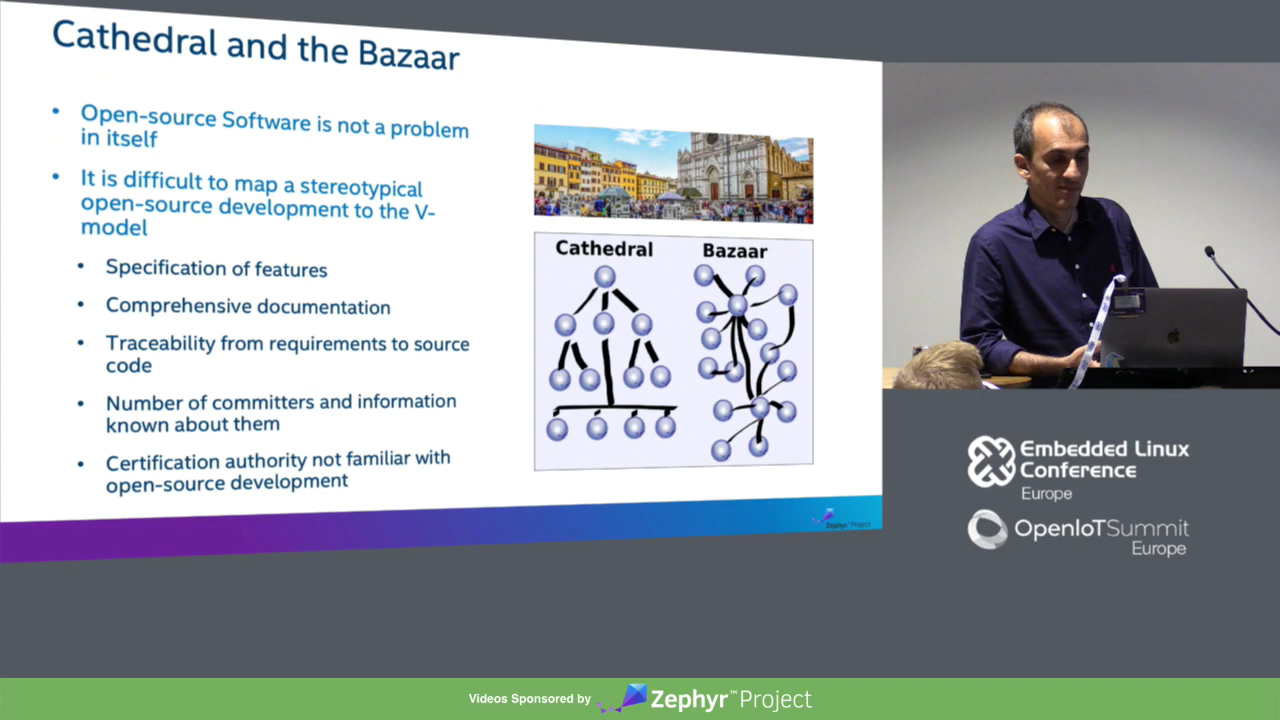 Cathedral and the Bazaar
• Open-source Software is not a problem
in itself
• It is difficult to map a stereotypical
open-source development to the V-
model
• Specification of features
• Comprehensive documentation
• Traceability from requirements to source
code
• Number of committers and information
known about them
• Certification authority not familiar with
open-source development
Cathedral Bazaar
Zephyr™Project
Embedded Linux
Conference
Europe
OpenIoTSummit
Europe
Videos Sponsored by Zephyr™Project